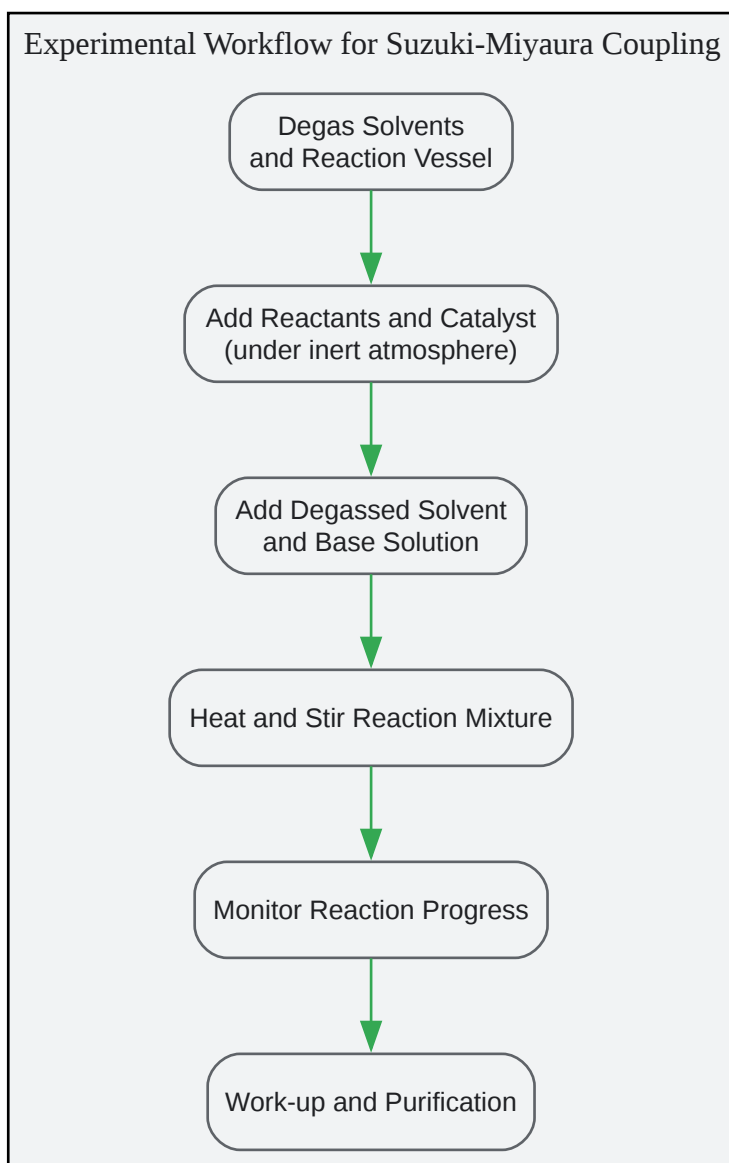 Experimental Workflow for Suzuki-Miyaura Coupling
Degas Solvents
and Reaction Vessel
Add Reactants and Catalyst
(under inert atmosphere)
Add Degassed Solvent
and Base Solution
Heat and Stir Reaction Mixture
Monitor Reaction Progress
Work-up and Purification